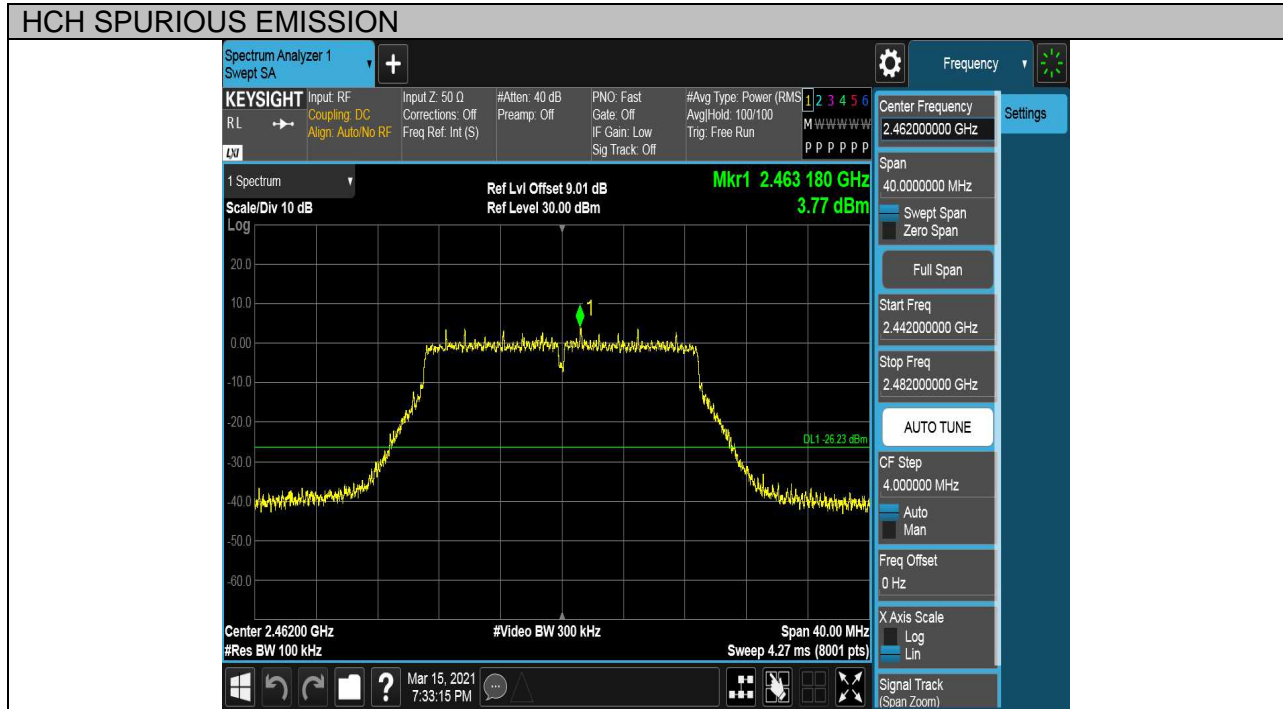 HCH SPURIOUS EMISSION
Spectrum Analyzer 1
Swept SA
+
Frequency
KEYSIGHT
RL
LXI
Input: RF
Coupling: DC
Align: Auto/No RF
Input Z: 50 Ω
Corrections: Off
Freq Ref: Int (S)
#Atten: 40 dB
Preamp: Off
PNO: Fast
Gate: Off
IF Gain: Low
Sig Track: Off
#Avg Type: Power (RMS
Avg|Hold: 100/100
Trig: Free Run
1 2 3 4 5 6
M W W W W W
P P P P P P
1 Spectrum
Scale/Div 10 dB
Log
Ref Lvl Offset 9.01 dB
Ref Level 30.00 dBm
Mkr1 2.463 180 GHz
3.77 dBm
20.0
10.0
0.00
-10.0
-20.0
-30.0
-40.0
-50.0
-60.0
1
DL1 -26.23 dBm
Center 2.46200 GHz
#Res BW 100 kHz
#Video BW 300 kHz
Span 40.00 MHz
Sweep 4.27 ms (8001 pts)
?
Mar 15, 2021
7:33:15 PM
Center Frequency
2.462000000 GHz
Settings
Span
40.0000000 MHz
Swept Span
Zero Span
Full Span
Start Freq
2.442000000 GHz
Stop Freq
2.482000000 GHz
AUTO TUNE
CF Step
4.000000 MHz
Auto
Man
Freq Offset
0 Hz
X Axis Scale
Log
Lin
Signal Track
(Span Zoom)